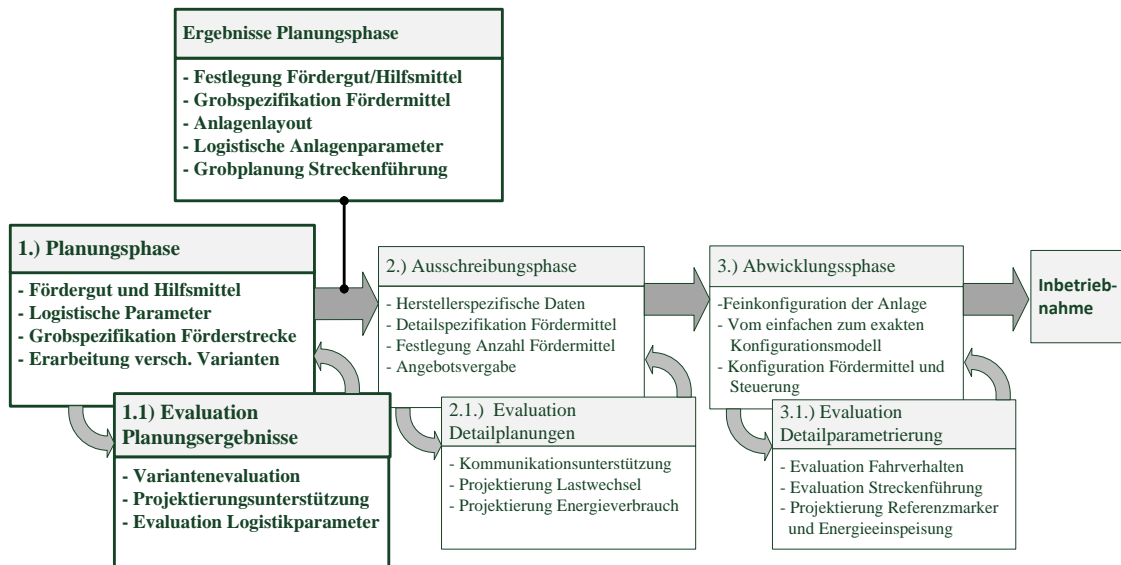 Ergebnisse Planungsphase
- Festlegung Fördergut/Hilfsmittel
- Grobspezifikation Fördermittel
- Anlagenlayout
- Logistische Anlagenparameter
- Grobplanung Streckenführung
1.) Planungsphase
- Fördergut und Hilfsmittel
- Logistische Parameter
- Grobspezifikation Förderstrecke
- Erarbeitung versch. Varianten
1.1) Evaluation
Planungsergebnisse
- Variantenevaluation
- Projektierungsunterstützung
- Evaluation Logistikparameter
2.) Ausschreibungsphase
- Herstellerspezifische Daten
- Detailspezifikation Fördermittel
- Festlegung Anzahl Fördermittel
- Angebotsvergabe
2.1.) Evaluation
Detailplanungen
- Kommunikationsunterstützung
- Projektierung Lastwechsel
- Projektierung Energieverbrauch
3.) Abwicklungssphase
-Feinkonfiguration der Anlage
- Vom einfachen zum exakten
Konfigurationsmodell
- Konfiguration Fördermittel und
Steuerung
3.1.) Evaluation
Detailparametrierung
- Evaluation Fahrverhalten
- Evaluation Streckenführung
- Projektierung Referenzmarker
und Energieeinspeisung
Inbetrieb-
nahme